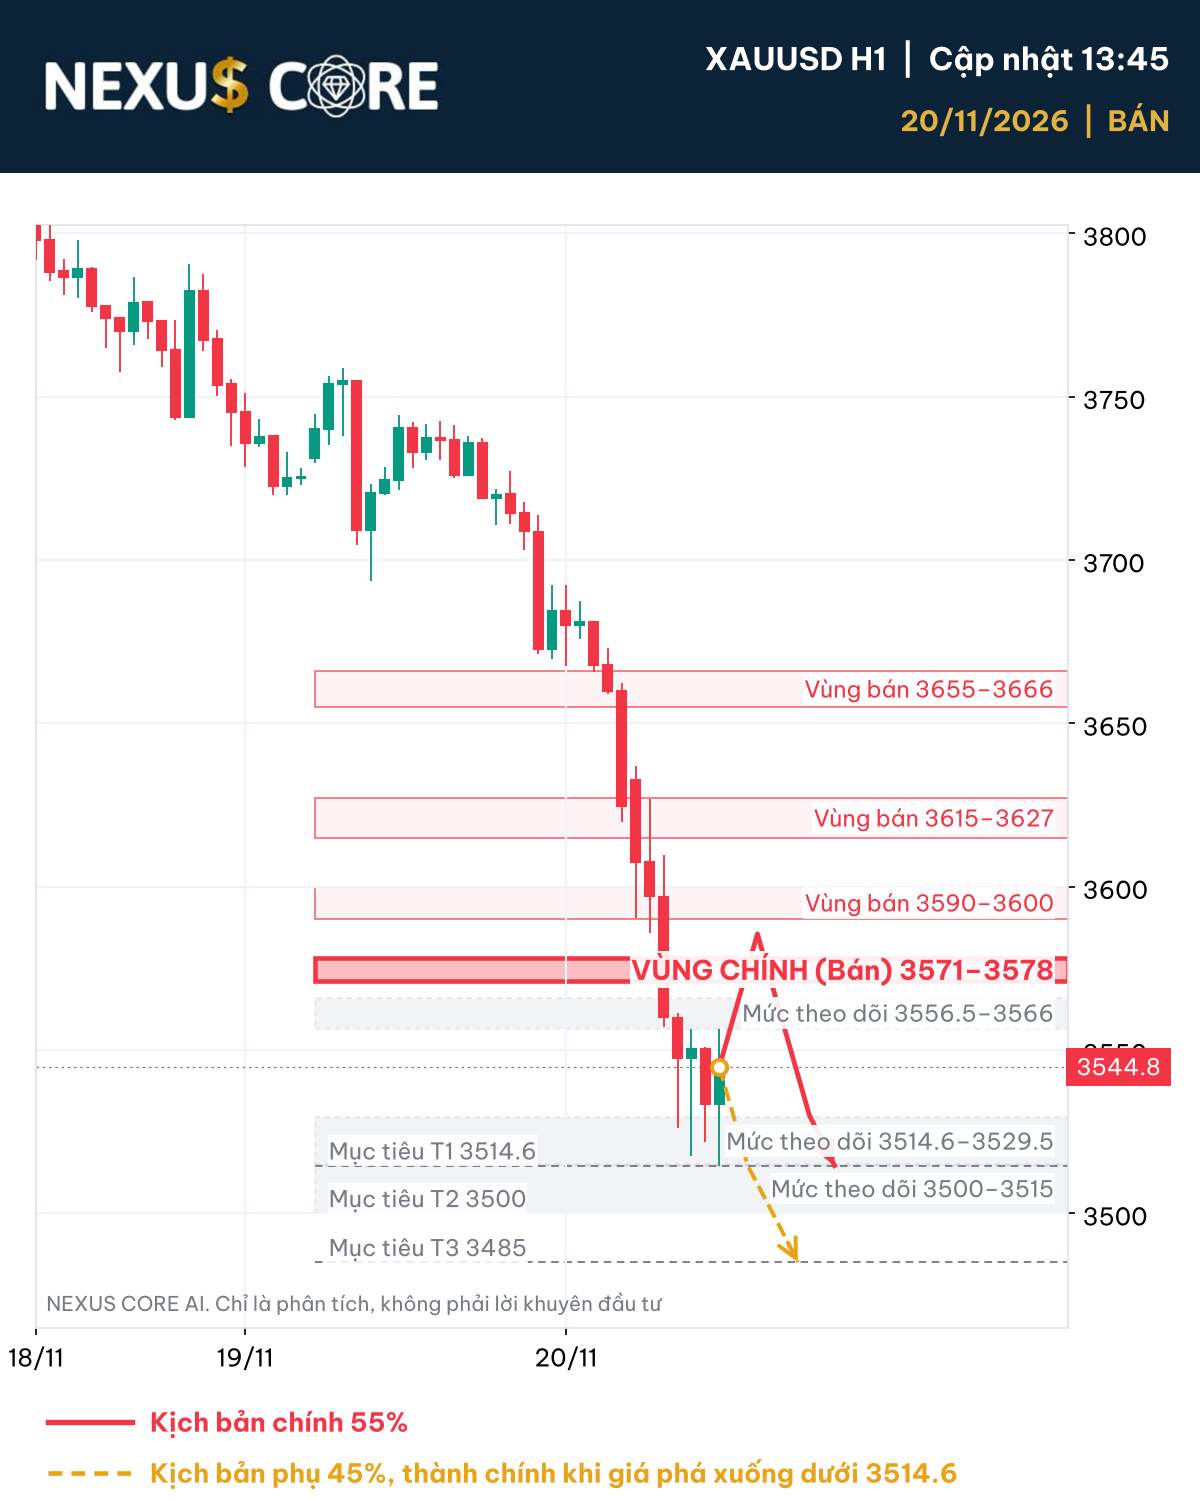 NEXU$ CORE
XAUUSD H1 | Cập nhật 13:45
20/11/2026 | BÁN
3800
3750
3700
3650
3600
3550
3544.8
3500
Vùng bán 3655–3666
Vùng bán 3615–3627
Vùng bán 3590–3600
VÙNG CHÍNH (Bán) 3571–3578
Mức theo dõi 3556.5–3566
Mức theo dõi 3514.6–3529.5
Mục tiêu T1 3514.6
Mức theo dõi 3500–3515
Mục tiêu T2 3500
Mục tiêu T3 3485
NEXUS CORE AI. Chỉ là phân tích, không phải lời khuyên đầu tư
18/11
19/11
20/11
Kịch bản chính 55%
Kịch bản phụ 45%, thành chính khi giá phá xuống dưới 3514.6